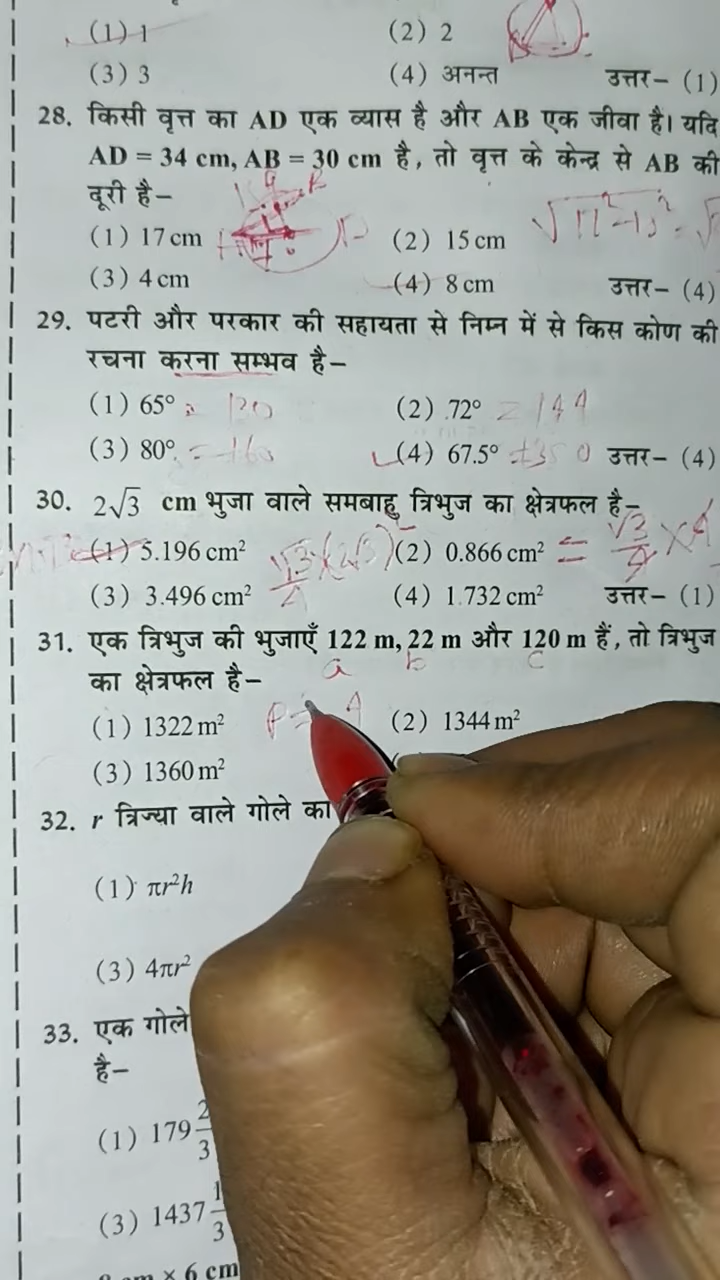 (1) 1 (2) 2
(3) 3 (4) अनन्त उत्तर– (1)
28. किसी वृत्त का AD एक व्यास है और AB एक जीवा है। यदि
AD = 34 cm, AB = 30 cm है, तो वृत्त के केन्द्र से AB की
दूरी है–
(1) 17 cm (2) 15 cm
(3) 4 cm (4) 8 cm उत्तर– (4)
29. पटरी और परकार की सहायता से निम्न में से किस कोण की
रचना करना सम्भव है–
(1) 65° (2) 72° = 144
(3) 80° = 160 (4) 67.5° उत्तर– (4)
30. 2√3 cm भुजा वाले समबाहु त्रिभुज का क्षेत्रफल है–
(1) 5.196 cm² (2) 0.866 cm²
(3) 3.496 cm² (4) 1.732 cm² उत्तर– (1)
31. एक त्रिभुज की भुजाएँ 122 m, 22 m और 120 m हैं, तो त्रिभुज
a b c
का क्षेत्रफल है–
(1) 1322 m² (2) 1344 m²
(3) 1360 m²
32. r त्रिज्या वाले गोले का
(1) πr²h
(3) 4πr²
33. एक गोले
है–
(1) 179 2/3
(3) 1437 1/3
× 6 cm